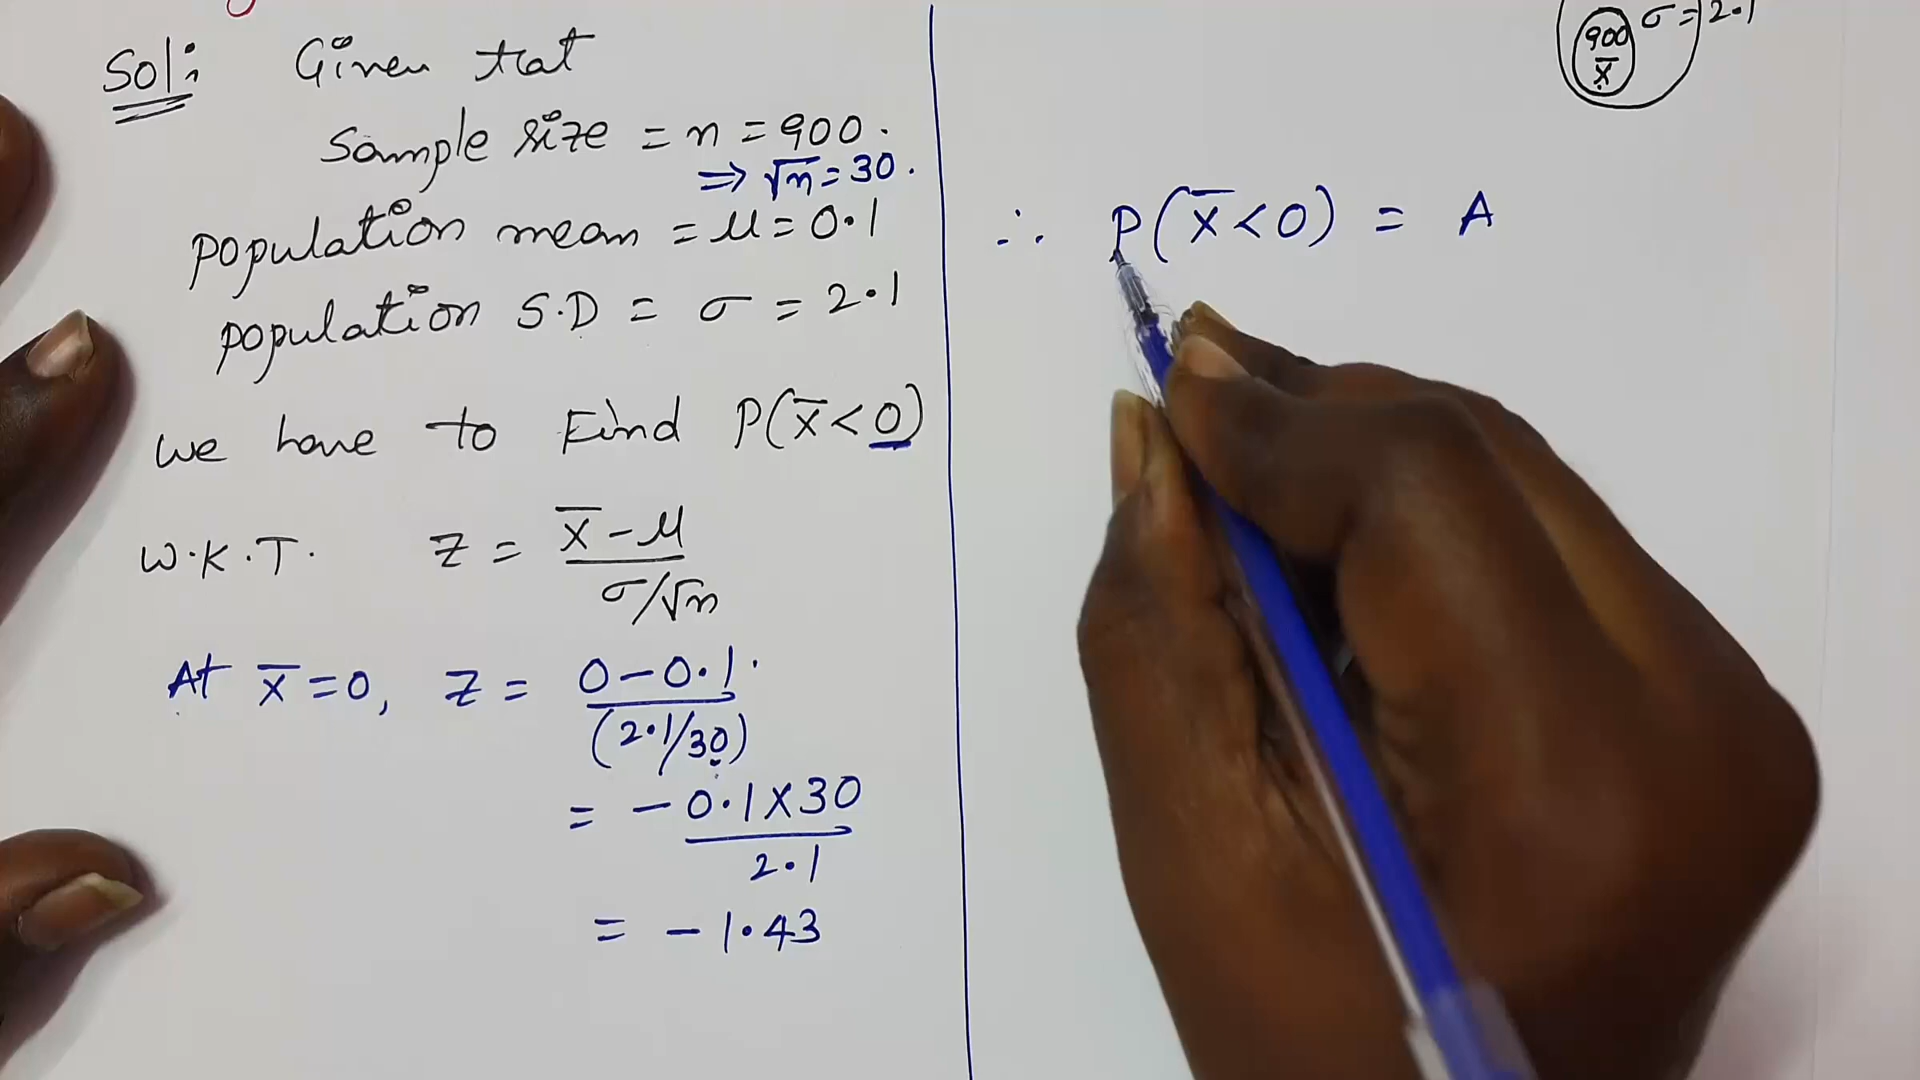 Sol:
Given that
Sample size = n = 900.
⇒ √n = 30.
population mean = μ = 0.1
population S.D = σ = 2.1
we have to Find P(x̄ < 0)
W.K.T. Z = (x̄ - μ)/(σ/√n)
At x̄ = 0, Z = (0 - 0.1)/(2.1/30)
= - (0.1 x 30)/2.1
= - 1.43
900 σ = 2.1
x̄
∴ P(x̄ < 0) = A